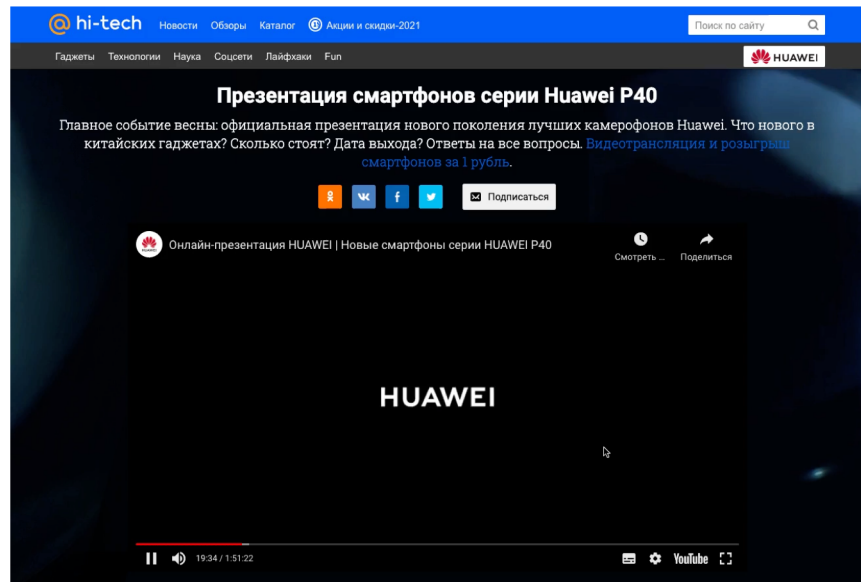 @ hi-tech Новости Обзоры Каталог Акции и скидки-2021 Поиск по сайту
Гаджеты Технологии Наука Соцсети Лайфхаки Fun HUAWEI
Презентация смартфонов серии Huawei P40
Главное событие весны: официальная презентация нового поколения лучших камерофонов Huawei. Что нового в
китайских гаджетах? Сколько стоят? Дата выхода? Ответы на все вопросы. Видеотрансляция и розыгрыш
смартфонов за 1 рубль.
Подписаться
Онлайн-презентация HUAWEI | Новые смартфоны серии HUAWEI P40
Смотреть ... Поделиться
HUAWEI
19:34 / 1:51:22 YouTube